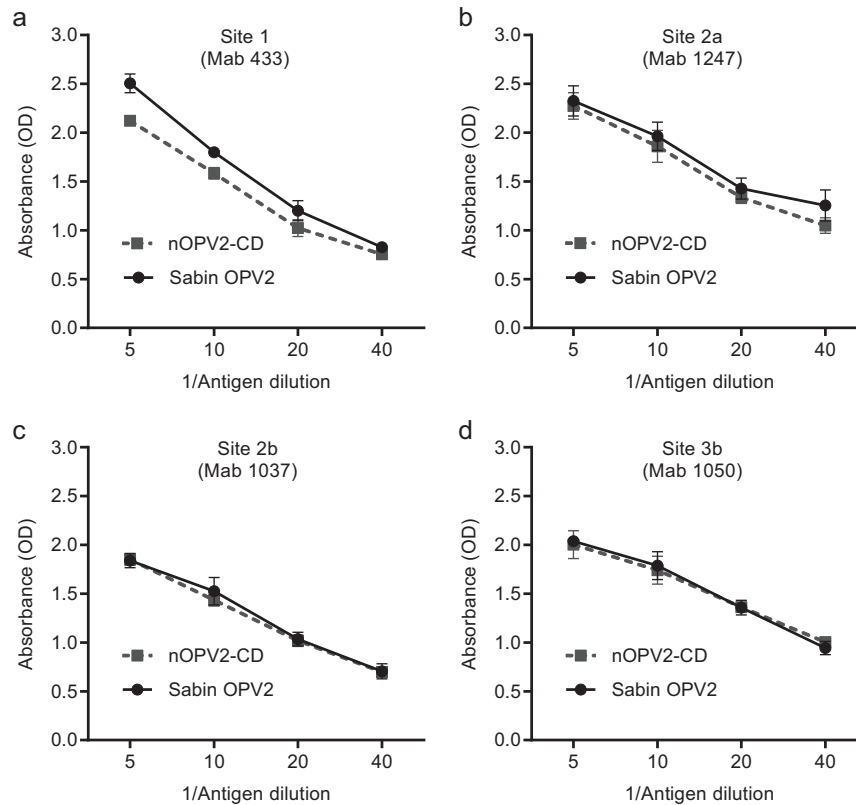 a
Site 1
(Mab 433)
Absorbance (OD)
3.0
2.5
2.0
1.5
1.0
0.5
0.0
nOPV2-CD
Sabin OPV2
5 10 20 40
1/Antigen dilution
b
Site 2a
(Mab 1247)
Absorbance (OD)
3.0
2.5
2.0
1.5
1.0
0.5
0.0
nOPV2-CD
Sabin OPV2
5 10 20 40
1/Antigen dilution
c
Site 2b
(Mab 1037)
Absorbance (OD)
3.0
2.5
2.0
1.5
1.0
0.5
0.0
nOPV2-CD
Sabin OPV2
5 10 20 40
1/Antigen dilution
d
Site 3b
(Mab 1050)
Absorbance (OD)
3.0
2.5
2.0
1.5
1.0
0.5
0.0
nOPV2-CD
Sabin OPV2
5 10 20 40
1/Antigen dilution